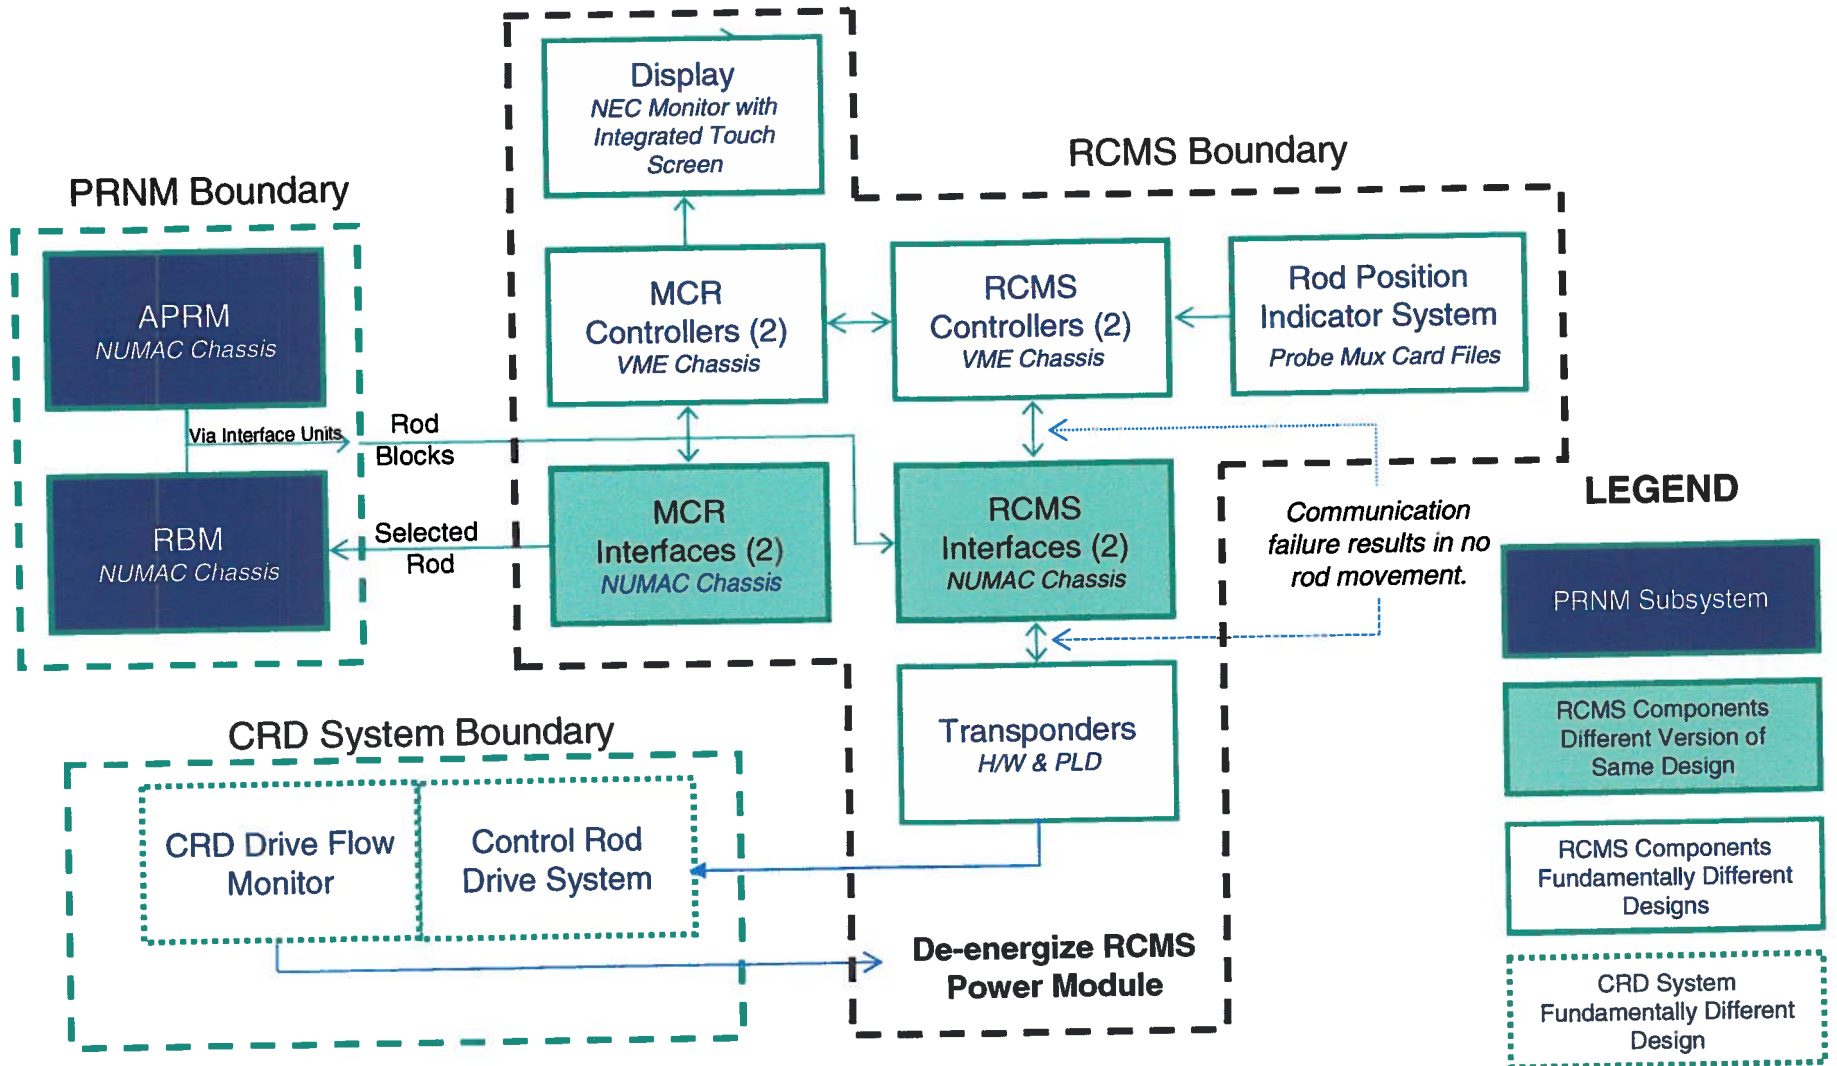 Display
NEC Monitor with
Integrated Touch
Screen
RCMS Boundary
PRNM Boundary
APRM
NUMAC Chassis
MCR
Controllers (2)
VME Chassis
RCMS
Controllers (2)
VME Chassis
Rod Position
Indicator System
Probe Mux Card Files
Via Interface Units
Rod
Blocks
RBM
NUMAC Chassis
Selected
Rod
MCR
Interfaces (2)
NUMAC Chassis
RCMS
Interfaces (2)
NUMAC Chassis
Communication
failure results in no
rod movement.
LEGEND
PRNM Subsystem
RCMS Components
Different Version of
Same Design
RCMS Components
Fundamentally Different
Designs
CRD System
Fundamentally Different
Design
Transponders
H/W & PLD
CRD System Boundary
CRD Drive Flow
Monitor
Control Rod
Drive System
De-energize RCMS
Power Module